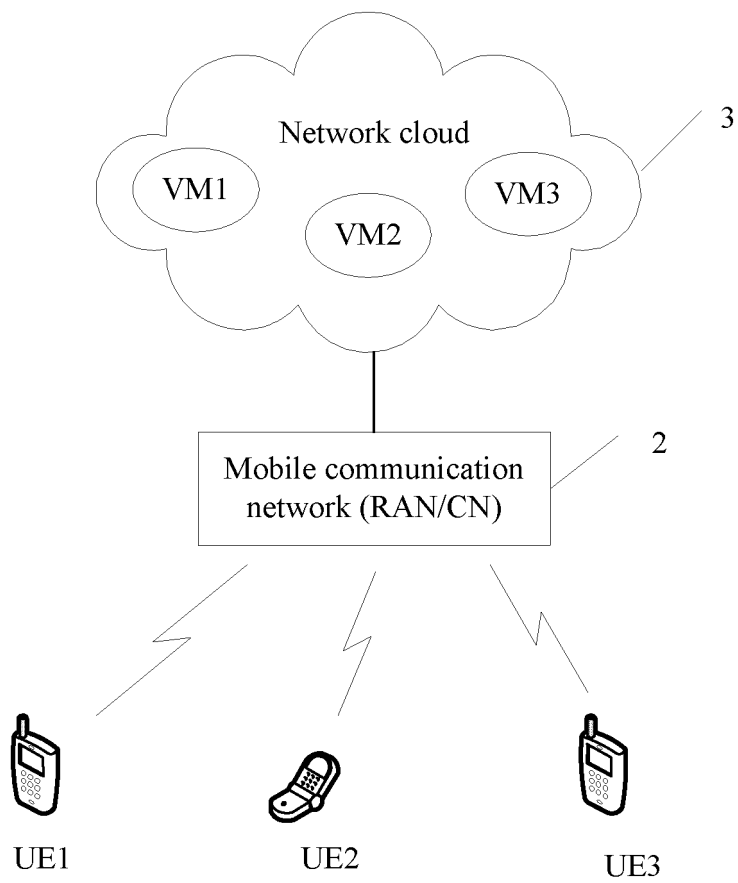 3
Network cloud
VM1
VM3
VM2
2
Mobile communication
network (RAN/CN)
UE1
UE2
UE3